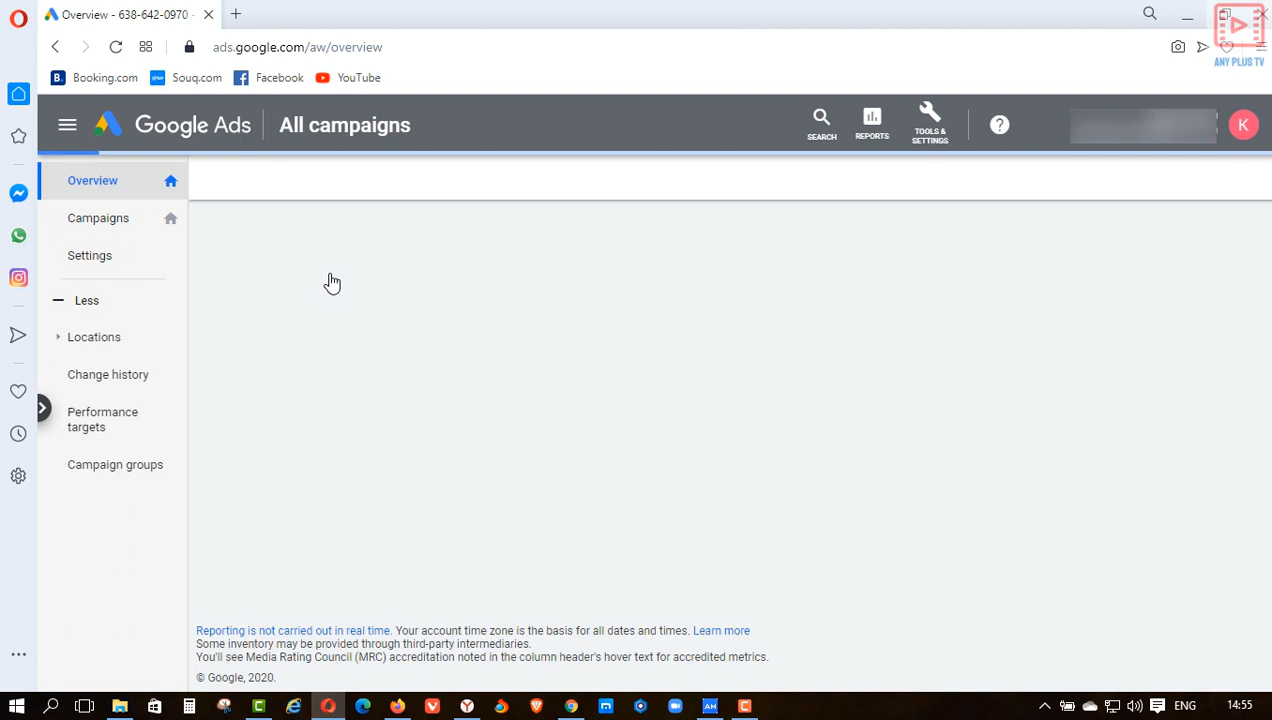 Overview - 638-642-0970 -
ads.google.com/aw/overview
ANY PLUS TV
B. Booking.com
Souq.com
Facebook
YouTube
Google Ads
All campaigns
SEARCH
REPORTS
TOOLS &
SETTINGS
K
Overview
Campaigns
Settings
Less
Locations
Change history
Performance
targets
Campaign groups
Reporting is not carried out in real time. Your account time zone is the basis for all dates and times. Learn more
Some inventory may be provided through third-party intermediaries.
You'll see Media Rating Council (MRC) accreditation noted in the column header's hover text for accredited metrics.
© Google, 2020.
ENG
14:55